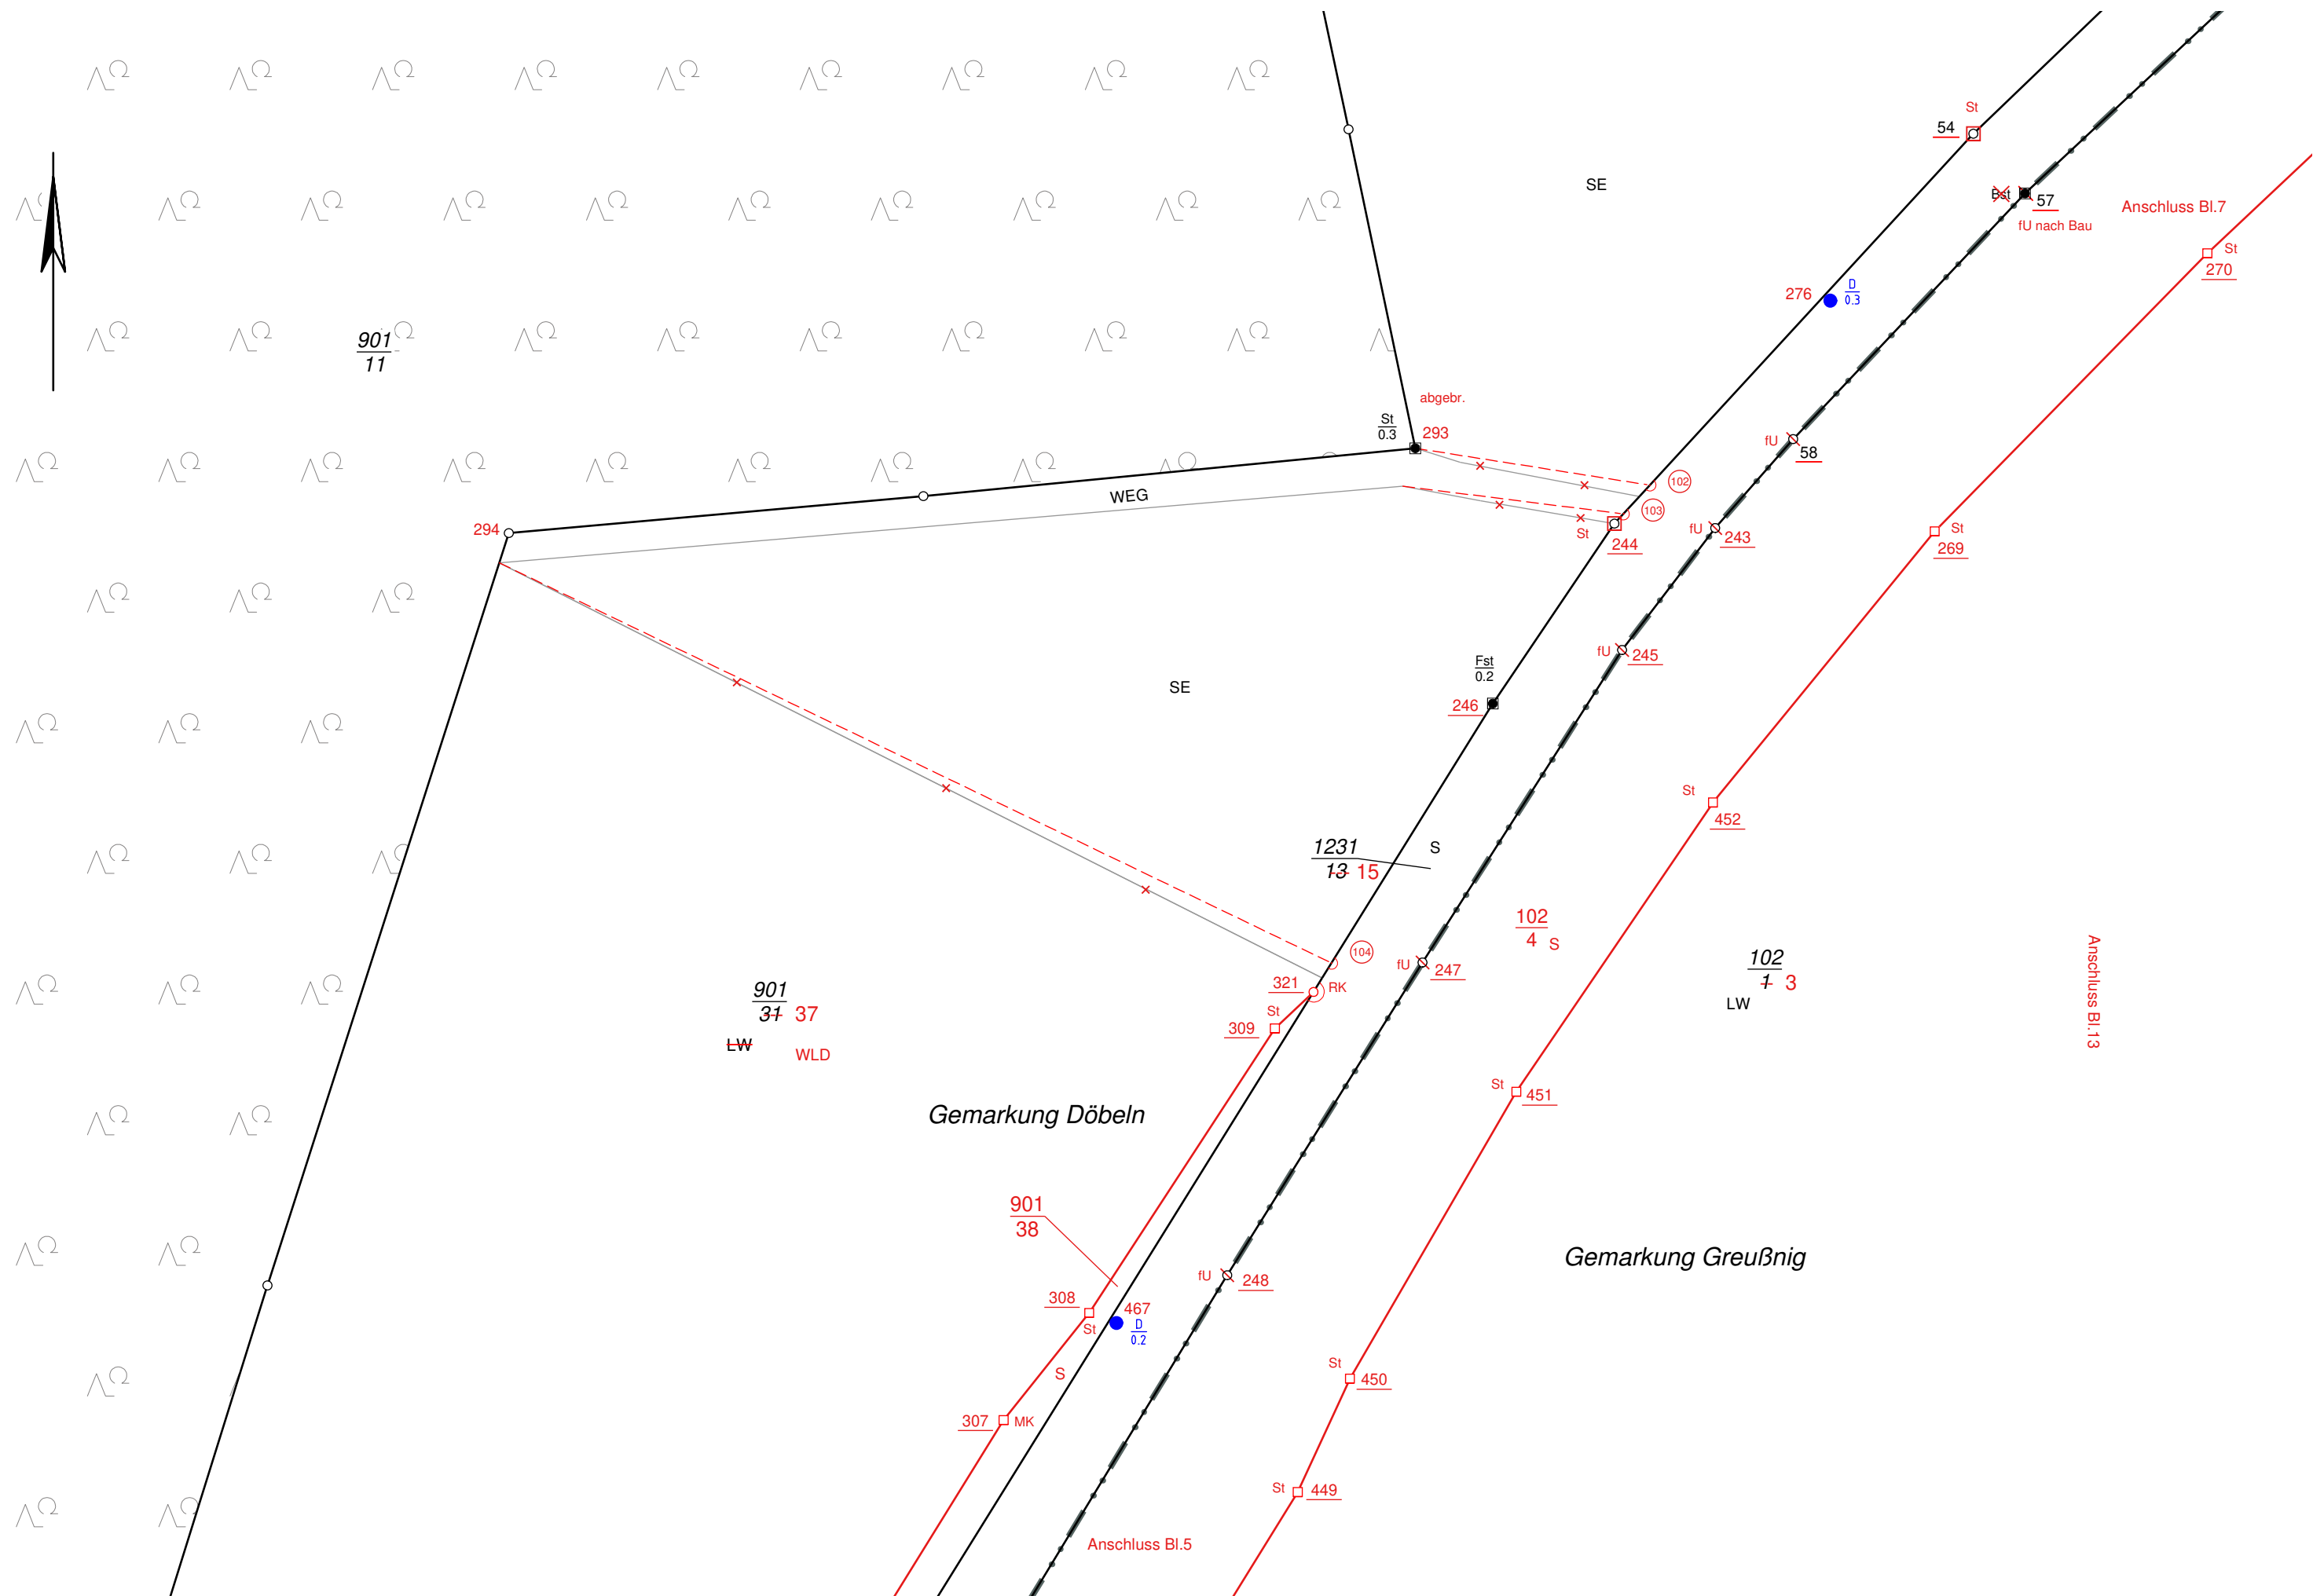 St
54
SE
Bst
57
Anschluss Bl.7
fU nach Bau
St
270
276
D
0.3
901
11
abgebr.
St
0.3
293
fU
58
102
WEG
103
294
St
244
fU
243
St
269
fU
245
Fst
0.2
246
SE
St
452
1231
13 15
S
102
4 S
104
102
1 3
LW
Anschluss Bl.13
fU
247
321
RK
901
31 37
LW
WLD
St
309
St
451
Gemarkung Döbeln
901
38
Gemarkung Greußnig
fU
248
308
St
467
D
0.2
St
450
S
307
MK
St
449
Anschluss Bl.5